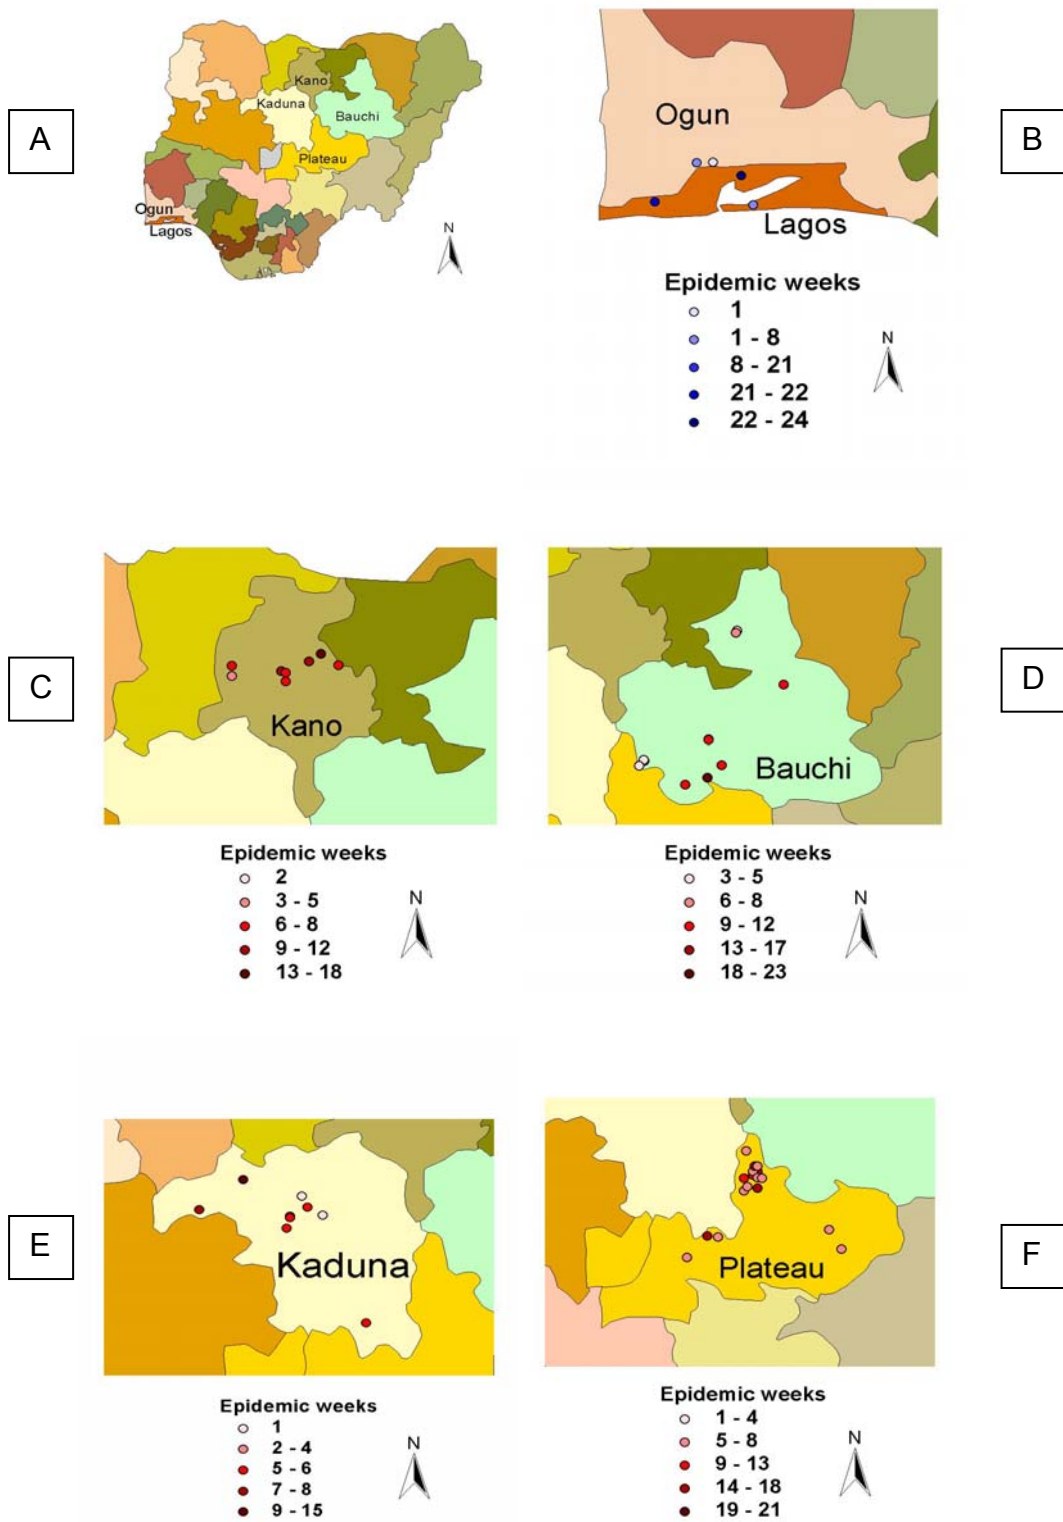 A
Kano
Kaduna
Bauchi
Plateau
Ogun
Lagos
N
B
Ogun
Lagos
Epidemic weeks
1
1 - 8
8 - 21
21 - 22
22 - 24
N
C
Kano
Epidemic weeks
2
3 - 5
6 - 8
9 - 12
13 - 18
N
D
Bauchi
Epidemic weeks
3 - 5
6 - 8
9 - 12
13 - 17
18 - 23
N
E
Kaduna
Epidemic weeks
1
2 - 4
5 - 6
7 - 8
9 - 15
N
F
Plateau
Epidemic weeks
1 - 4
5 - 8
9 - 13
14 - 18
19 - 21
N